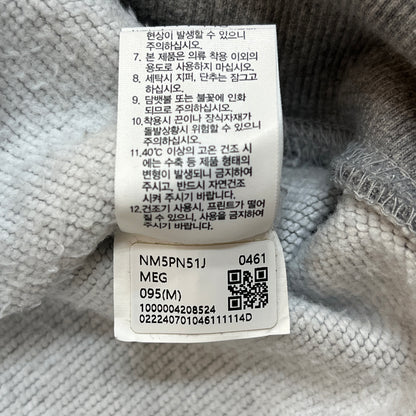 현상이 발생할 수 있으니
주의하십시오.
7. 본 제품은 의류 착용 이외의
용도로 사용하지 마십시오.
8. 세탁시 지퍼, 단추는 잠그고
하십시오.
9. 담뱃불 또는 불꽃에 인화
되므로 주의하십시오.
10. 착용시 끈이나 장식자재가
돌발상황시 위험할 수 있으니
주의하십시오.
11. 40℃ 이상의 고온 건조 시
에는 수축 등 제품 형태의
변형이 발생되니 금지하여
주시고, 반드시 자연건조
시켜 주시기 바랍니다.
12. 건조기 사용시, 프린트가 떨어
질 수 있으니, 사용을 금지하여
주시기 바랍니다.
NM5PN51J 0461
MEG
095(M)
1000004208524
022240701046111114D